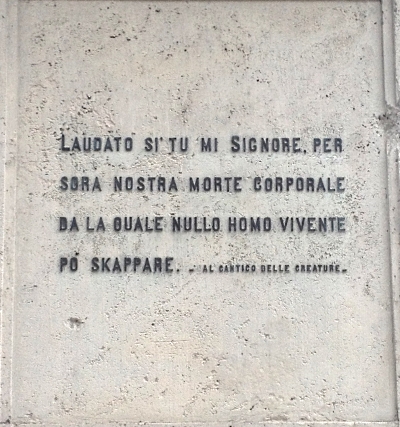 LAUDATO SI' TU MI SIGNORE, PER
SORA NOSTRA MORTE CORPORALE
DA LA QUALE NULLO HOMO VIVENTE
PO' SKAPPARE. - AL CANTICO DELLE CREATURE -